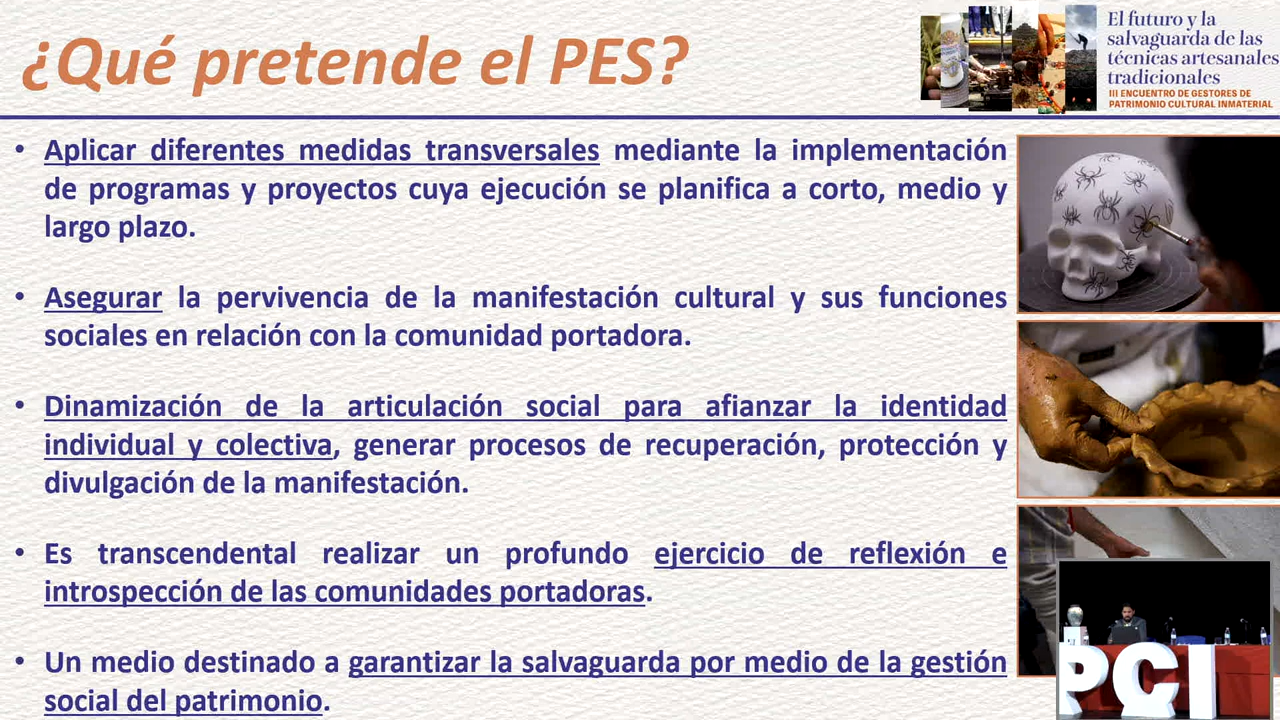 ¿Qué pretende el PES?
El futuro y la
salvaguarda de las
técnicas artesanales
tradicionales
III ENCUENTRO DE GESTORES DE
PATRIMONIO CULTURAL INMATERIAL
• Aplicar diferentes medidas transversales mediante la implementación
de programas y proyectos cuya ejecución se planifica a corto, medio y
largo plazo.
• Asegurar la pervivencia de la manifestación cultural y sus funciones
sociales en relación con la comunidad portadora.
• Dinamización de la articulación social para afianzar la identidad
individual y colectiva, generar procesos de recuperación, protección y
divulgación de la manifestación.
• Es transcendental realizar un profundo ejercicio de reflexión e
introspección de las comunidades portadoras.
• Un medio destinado a garantizar la salvaguarda por medio de la gestión
social del patrimonio.
PCI